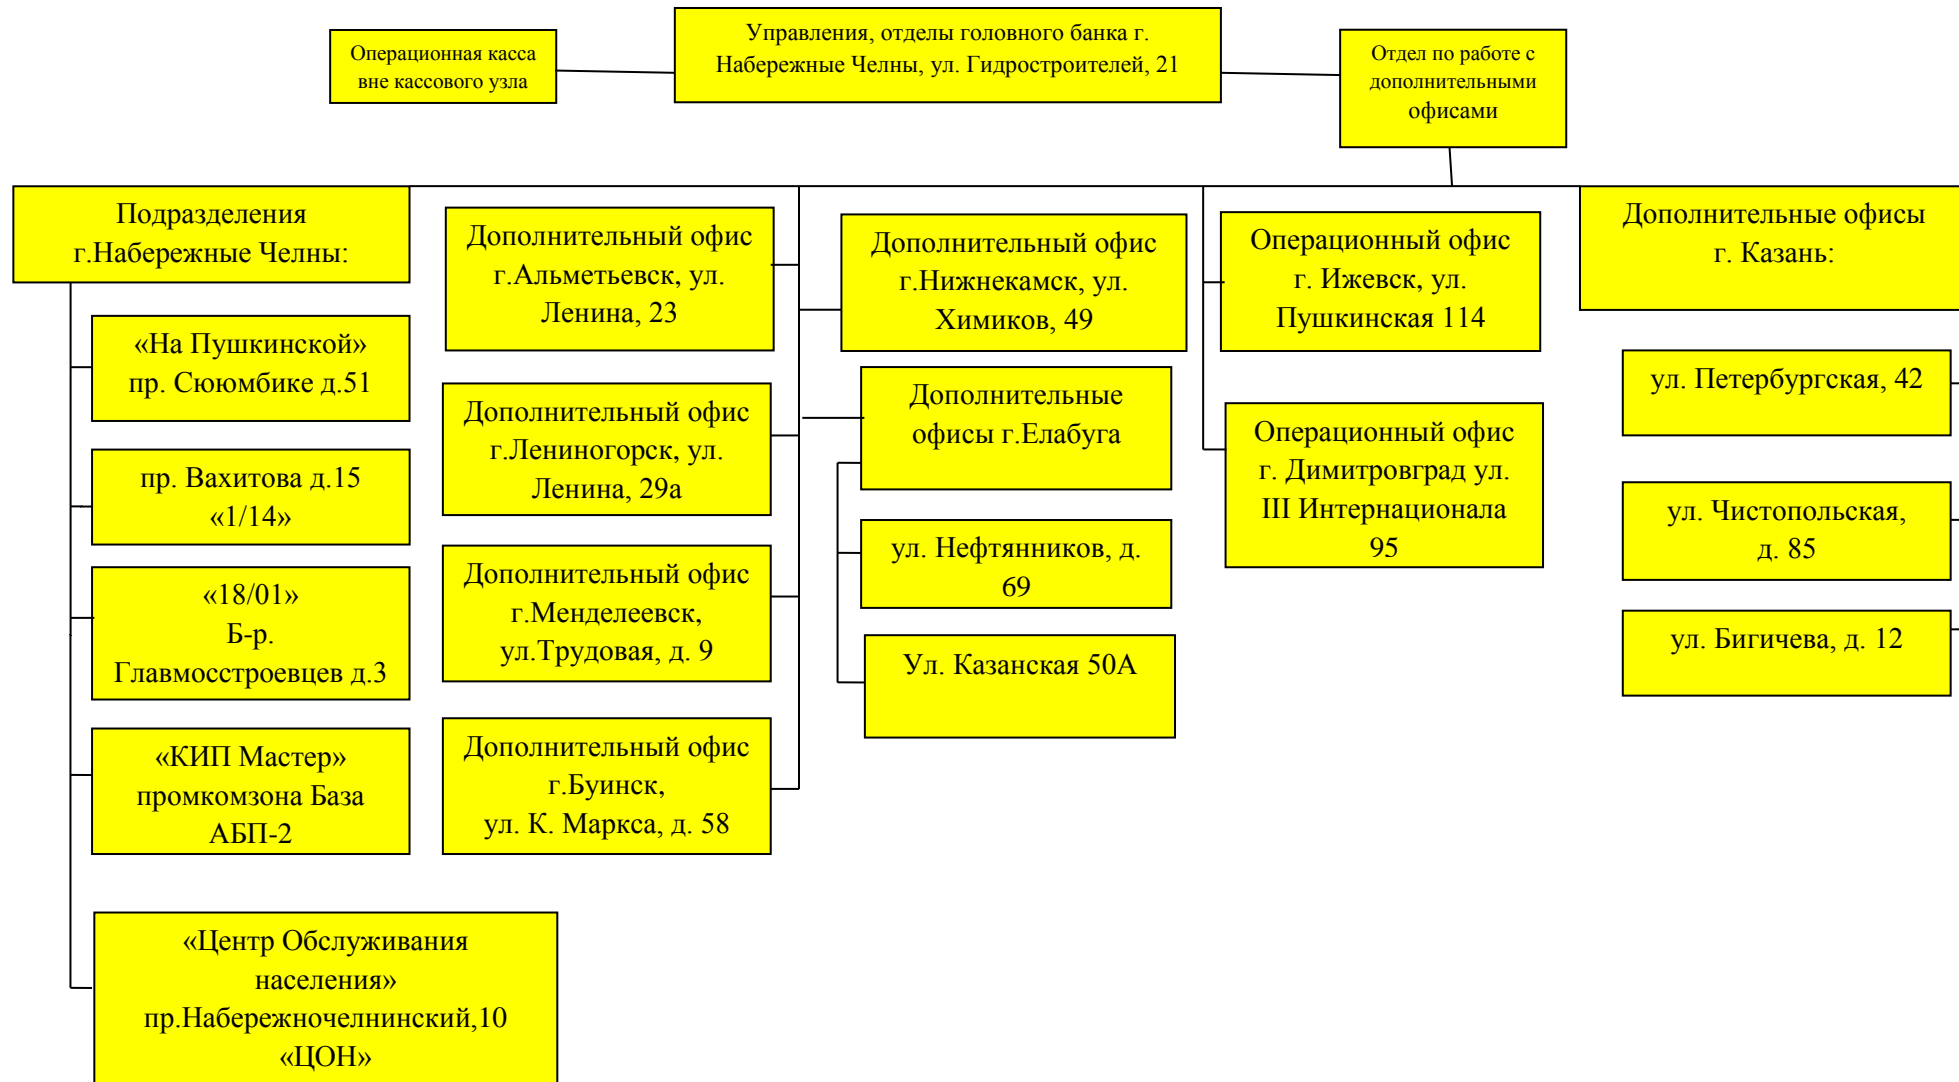 Операционная касса
вне кассового узла
Управления, отделы головного банка г.
Набережные Челны, ул. Гидростроителей, 21
Отдел по работе с
дополнительными
офисами
Подразделения
г.Набережные Челны:
«На Пушкинской»
пр. Сююмбике д.51
пр. Вахитова д.15
«1/14»
«18/01»
Б-р.
Главмосстроевцев д.3
«КИП Мастер»
промкомзона База
АБП-2
«Центр Обслуживания
населения»
пр.Набережночелнинский,10
«ЦОН»
Дополнительный офис
г.Альметьевск, ул.
Ленина, 23
Дополнительный офис
г.Лениногорск, ул.
Ленина, 29а
Дополнительный офис
г.Менделеевск,
ул.Трудовая, д. 9
Дополнительный офис
г.Буинск,
ул. К. Маркса, д. 58
Дополнительный офис
г.Нижнекамск, ул.
Химиков, 49
Дополнительные
офисы г.Елабуга
ул. Нефтянников, д.
69
Ул. Казанская 50А
Операционный офис
г. Ижевск, ул.
Пушкинская 114
Операционный офис
г. Димитровград ул.
III Интернационала
95
Дополнительные офисы
г. Казань:
ул. Петербургская, 42
ул. Чистопольская,
д. 85
ул. Бигичева, д. 12